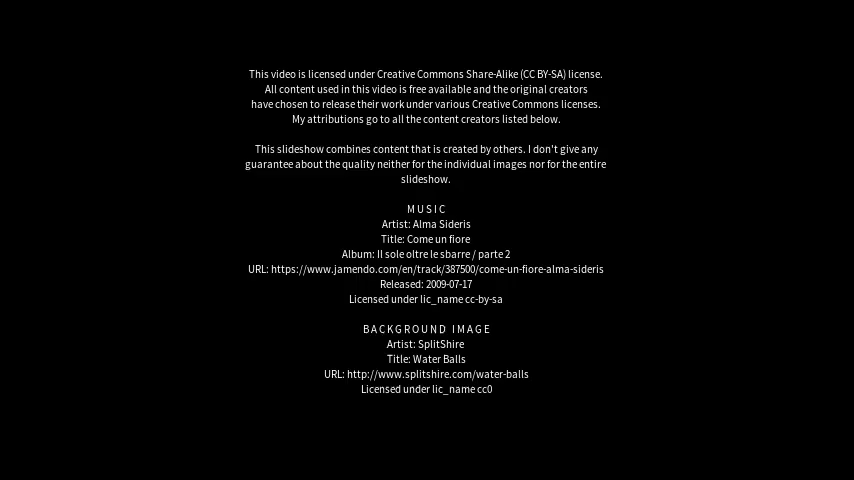 This video is licensed under Creative Commons Share-Alike (CC BY-SA) license.
All content used in this video is free available and the original creators
have chosen to release their work under various Creative Commons licenses.
My attributions go to all the content creators listed below.
This slideshow combines content that is created by others. I don't give any
guarantee about the quality neither for the individual images nor for the entire
slideshow.
MUSIC
Artist: Alma Sideris
Title: Come un fiore
Album: Il sole oltre le sbarre / parte 2
URL: https://www.jamendo.com/en/track/387500/come-un-fiore-alma-sideris
Released: 2009-07-17
Licensed under lic_name cc-by-sa
BACKGROUND IMAGE
Artist: SplitShire
Title: Water Balls
URL: http://www.splitshire.com/water-balls
Licensed under lic_name cc0